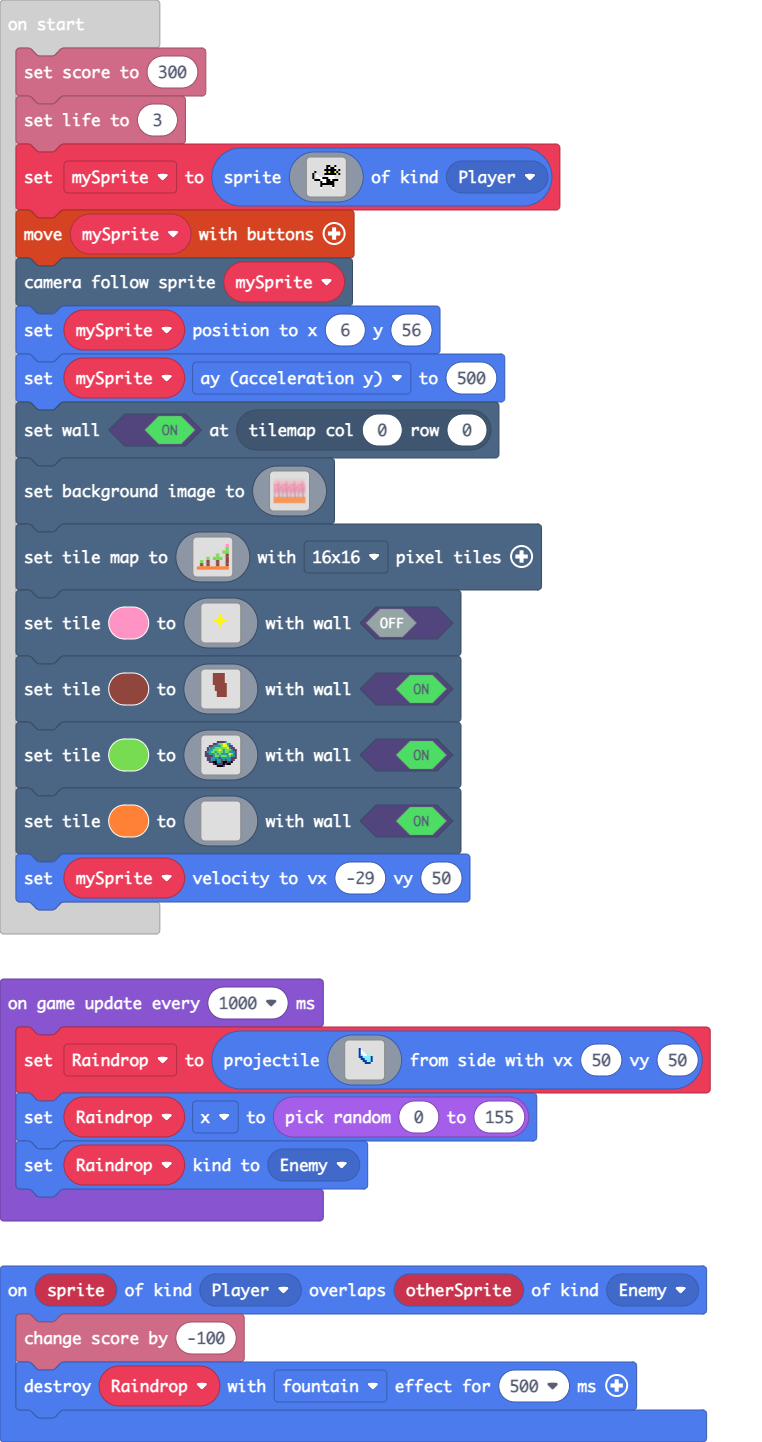 on start
set score to 300
set life to 3
set mySprite to sprite of kind Player
move mySprite with buttons
camera follow sprite mySprite
set mySprite position to x 6 y 56
set mySprite ay (acceleration y) to 500
set wall ON at tilemap col 0 row 0
set background image to
set tile map to with 16x16 pixel tiles
set tile to with wall OFF
set tile to with wall ON
set tile to with wall ON
set tile to with wall ON
set mySprite velocity to vx -29 vy 50
on game update every 1000 ms
set Raindrop to projectile from side with vx 50 vy 50
set Raindrop x to pick random 0 to 155
set Raindrop kind to Enemy
on sprite of kind Player overlaps otherSprite of kind Enemy
change score by -100
destroy Raindrop with fountain effect for 500 ms